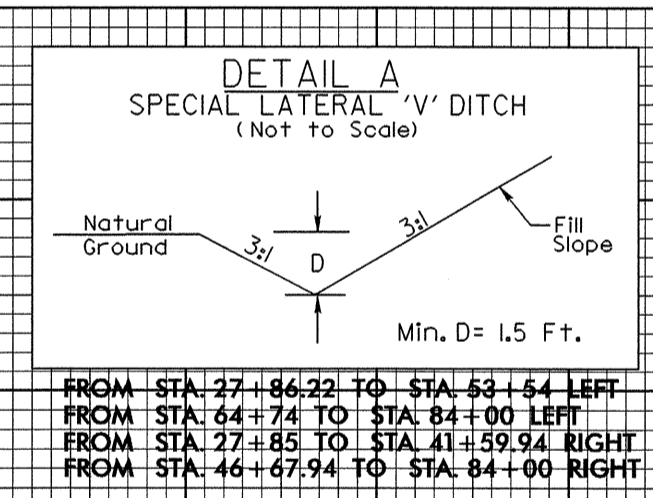 DETAIL A
SPECIAL LATERAL 'V' DITCH
(Not to Scale)
Natural
Ground
3:1
D
3:1
Fill
Slope
Min. D= 1.5 Ft.
FROM STA. 27+86.22 TO STA. 53+54 LEFT
FROM STA. 64+74 TO STA. 84+00 LEFT
FROM STA. 27+85 TO STA. 41+59.94 RIGHT
FROM STA. 46+67.94 TO STA. 84+00 RIGHT